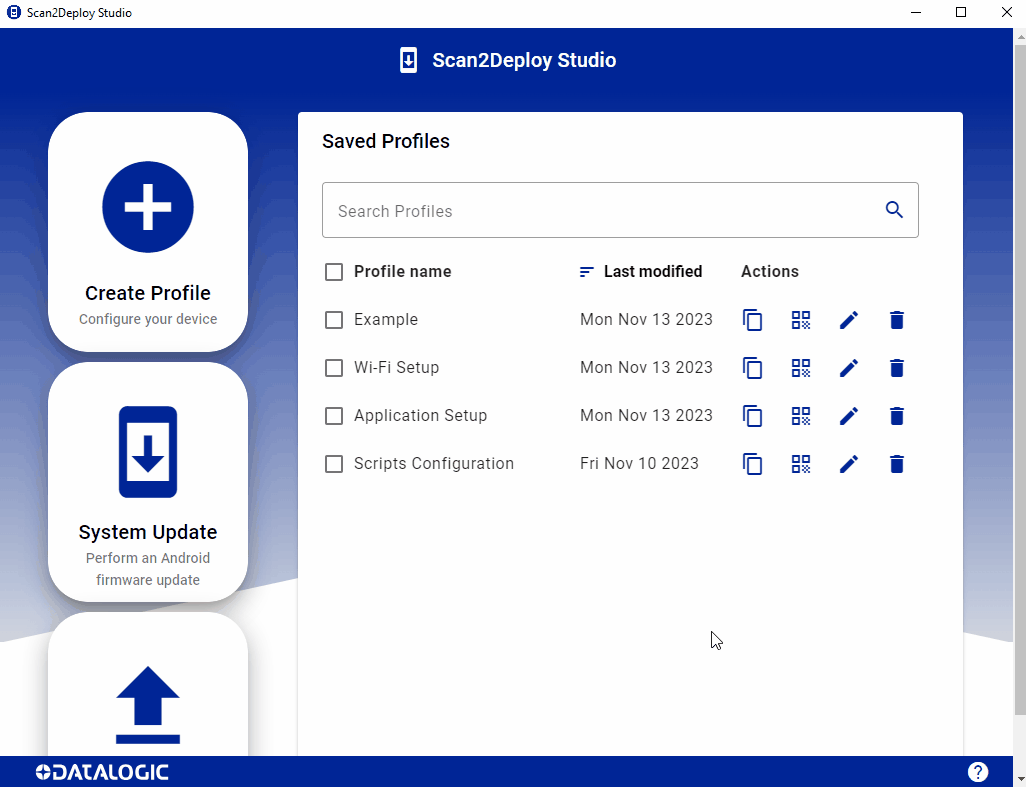 Scan2Deploy Studio
Scan2Deploy Studio
Create Profile
Configure your device
System Update
Perform an Android
firmware update
Saved Profiles
Search Profiles
Profile name Last modified Actions
Example Mon Nov 13 2023
Wi-Fi Setup Mon Nov 13 2023
Application Setup Mon Nov 13 2023
Scripts Configuration Fri Nov 10 2023
DATALOGIC
?